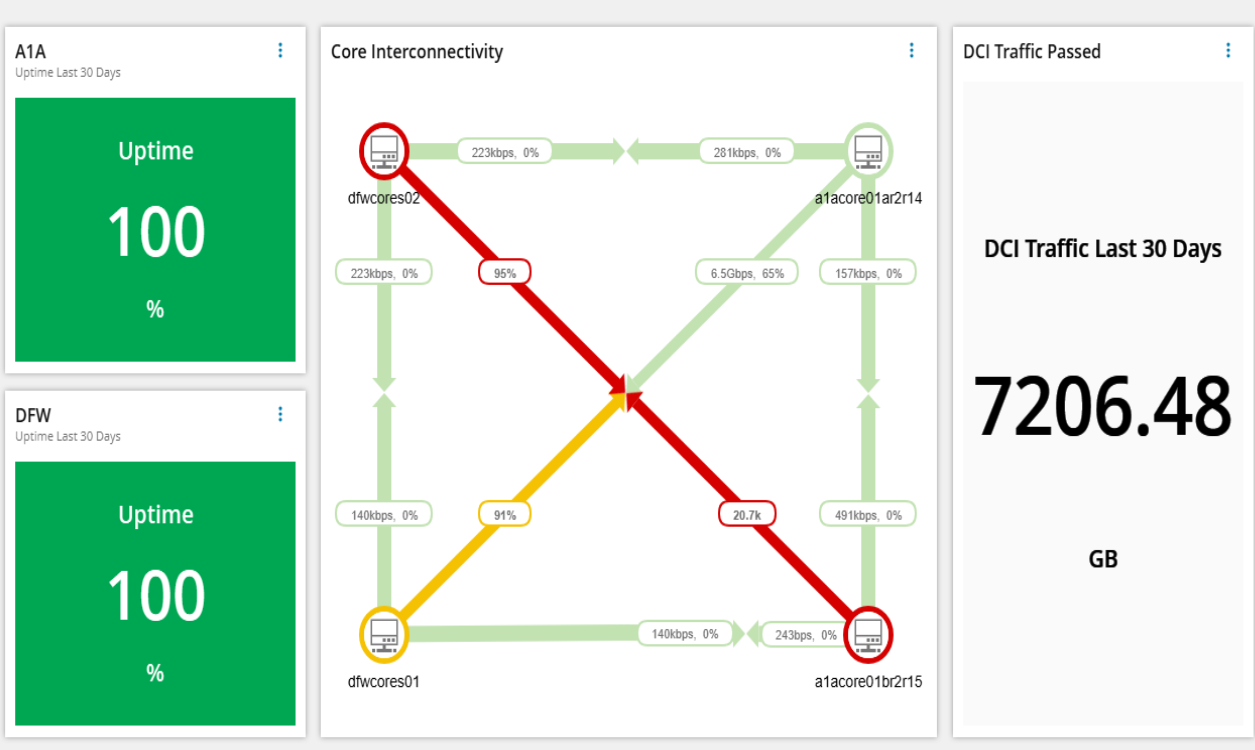 A1A
Uptime Last 30 Days
Uptime
100
%
DFW
Uptime Last 30 Days
Uptime
100
%
Core Interconnectivity
223kbps, 0%
281kbps, 0%
dfwcores02
a1acore01ar2r14
223kbps, 0%
95%
6.5Gbps, 65%
157kbps, 0%
140kbps, 0%
91%
20.7k
491kbps, 0%
140kbps, 0%
243bps, 0%
dfwcores01
a1acore01br2r15
DCI Traffic Passed
DCI Traffic Last 30 Days
7206.48
GB